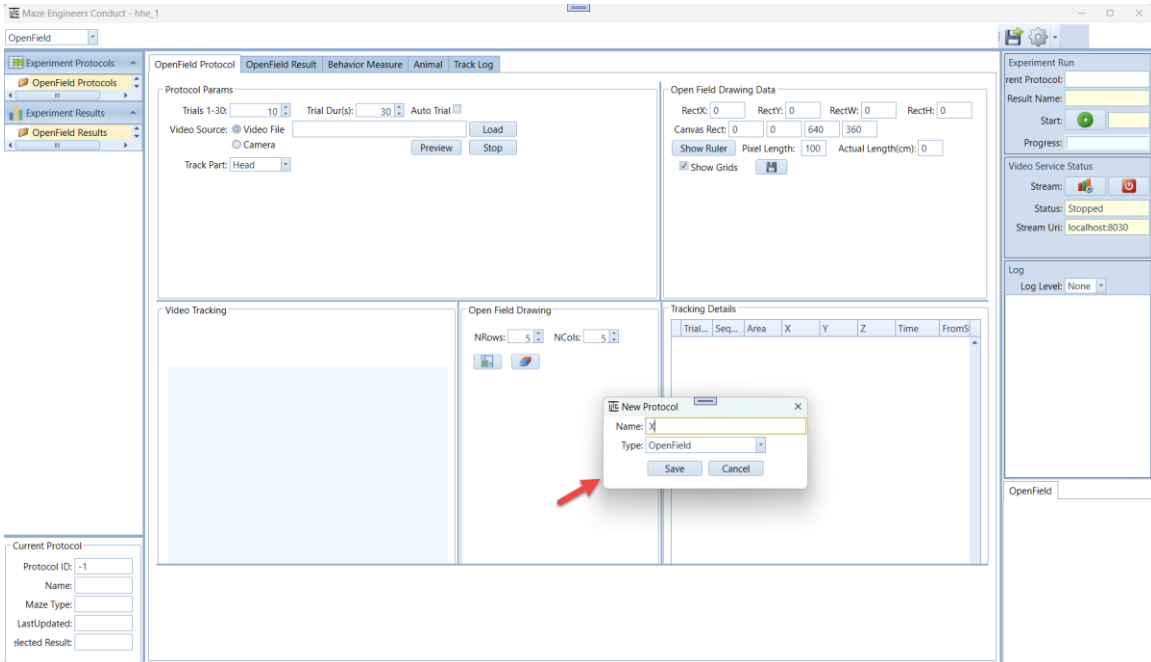 Maze Engineers Conduct - hhe_1
OpenField
Experiment Protocols
OpenField Protocols
Experiment Results
OpenField Results
OpenField Protocol OpenField Result Behavior Measure Animal Track Log
Protocol Params
Trials 1-30: 10 Trial Dur(s): 30 Auto Trial
Video Source: Video File Load
Camera Preview Stop
Track Part: Head
Open Field Drawing Data
RectX: 0 RectY: 0 RectW: 0 RectH: 0
Canvas Rect: 0 0 640 360
Show Ruler Pixel Length: 100 Actual Length(cm): 0
Show Grids
Video Tracking
Open Field Drawing
NRows: 5 NCols: 5
Tracking Details
Trial... Seq... Area X Y Z Time FromS
New Protocol
Name: X
Type: OpenField
Save Cancel
Experiment Run
rent Protocol:
Result Name:
Start:
Progress:
Video Service Status
Stream:
Status: Stopped
Stream Uri: localhost:8030
Log
Log Level: None
OpenField
Current Protocol
Protocol ID: -1
Name:
Maze Type:
LastUpdated:
elected Result: